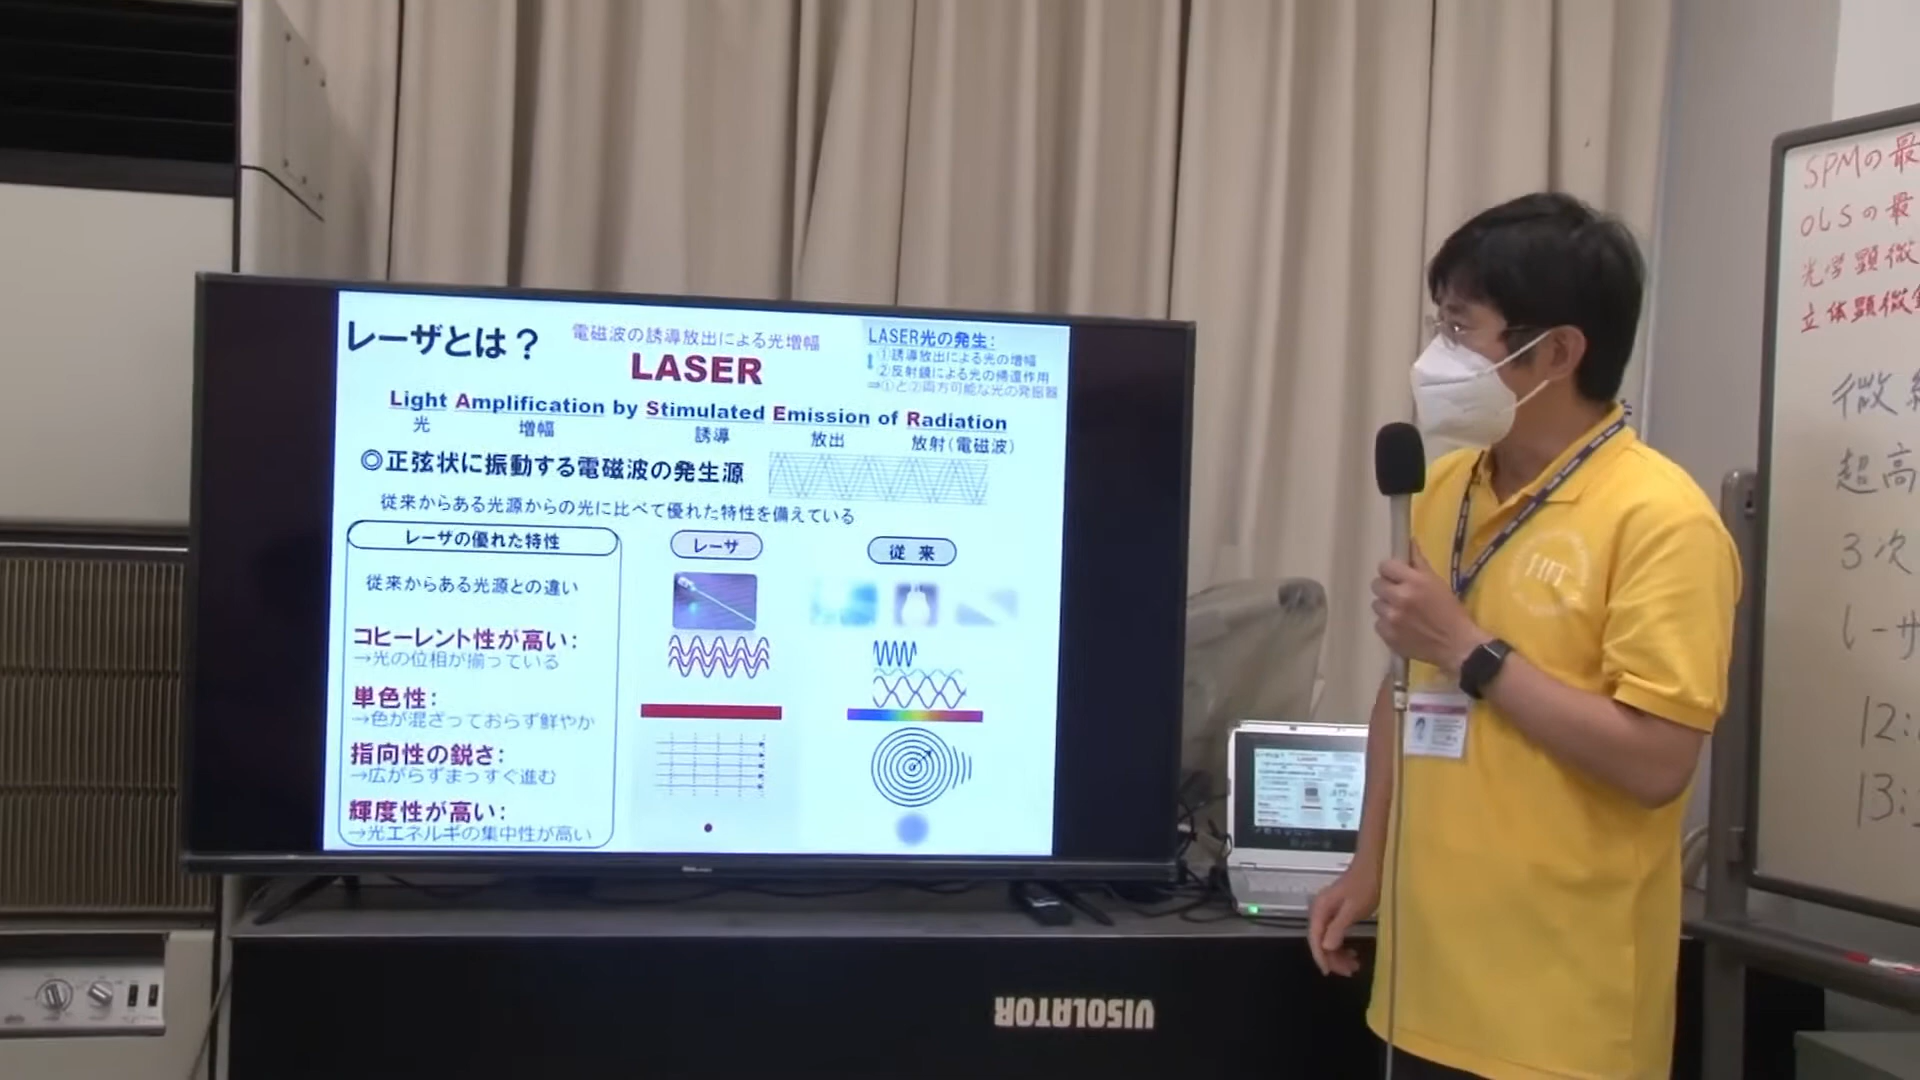 レーザとは？
電磁波の誘導放出による光増幅
LASER
LASER光の発生:
①誘導放出による光の増幅
②反射鏡による光の帰還作用
⇒①と②両方可能な光の発振器
Light Amplification by Stimulated Emission of Radiation
光 増幅 誘導 放出 放射(電磁波)
◎正弦状に振動する電磁波の発生源
従来からある光源からの光に比べて優れた特性を備えている
レーザの優れた特性
レーザ
従 来
従来からある光源との違い
コヒーレント性が高い:
→光の位相が揃っている
単色性:
→色が混ざっておらず鮮やか
指向性の鋭さ:
→広がらずまっすぐ進む
輝度性が高い:
→光エネルギの集中性が高い
VISOLATOR
SPMの最
OLSの最
光学顕微
立体顕微
微
超高
3次
レーザ
12:
13: